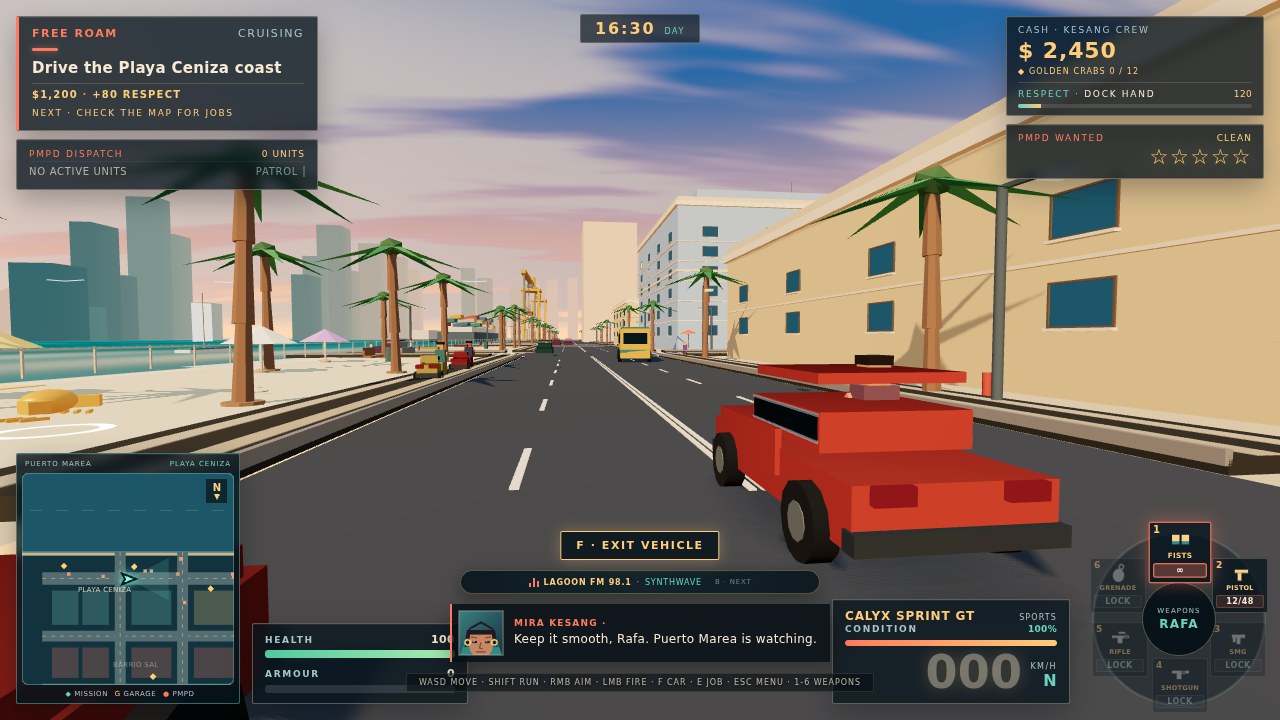 FREE ROAM CRUISING
Drive the Playa Ceniza coast
$1,200 · +80 RESPECT
NEXT · CHECK THE MAP FOR JOBS
PMPD DISPATCH 0 UNITS
NO ACTIVE UNITS PATROL |
16:30 DAY
CASH · KESANG CREW
$ 2,450
◆ GOLDEN CRABS 0 / 12
RESPECT · DOCK HAND 120
PMPD WANTED CLEAN
☆☆☆☆☆
PUERTO MAREA PLAYA CENIZA
N
PLAYA CENIZA
BARRIO SAL
◆ MISSION G GARAGE ● PMPD
F · EXIT VEHICLE
LAGOON FM 98.1 · SYNTHWAVE B · NEXT
HEALTH 100
ARMOUR 0
MIRA KESANG ·
Keep it smooth, Rafa. Puerto Marea is watching.
WASD MOVE · SHIFT RUN · RMB AIM · LMB FIRE · F CAR · E JOB · ESC MENU · 1-6 WEAPONS
CALYX SPRINT GT SPORTS
CONDITION 100%
000 KM/H
N
1
FISTS
∞
2
PISTOL
12/48
3
SMG
LOCK
4
SHOTGUN
LOCK
5
RIFLE
LOCK
6
GRENADE
LOCK
WEAPONS
RAFA